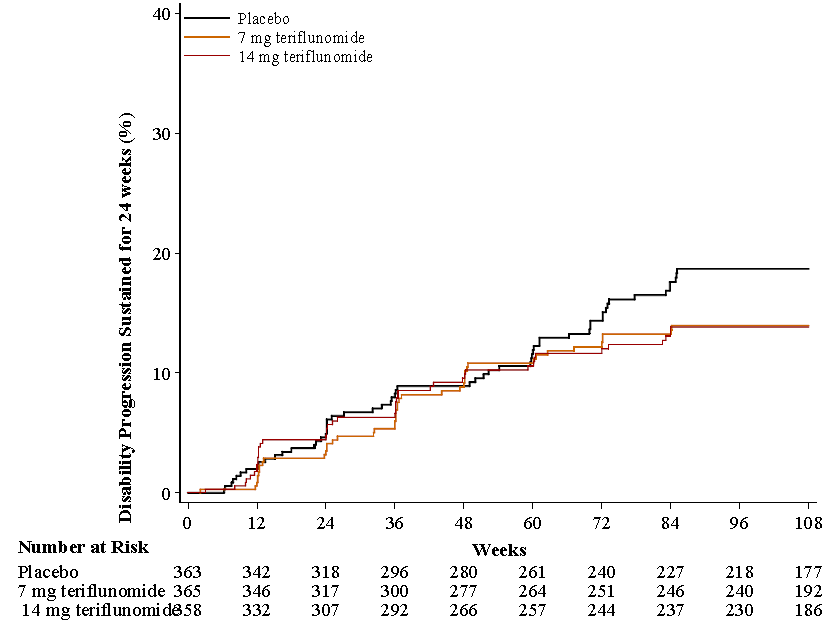 40
Placebo
7 mg teriflunomide
14 mg teriflunomide
30
20
10
0
Disability Progression Sustained for 24 weeks (%)
0 12 24 36 48 60 72 84 96 108
Number at Risk
Weeks
Placebo 363 342 318 296 280 261 240 227 218 177
7 mg teriflunomide 365 346 317 300 277 264 251 246 240 192
14 mg teriflunomide 358 332 307 292 266 257 244 237 230 186